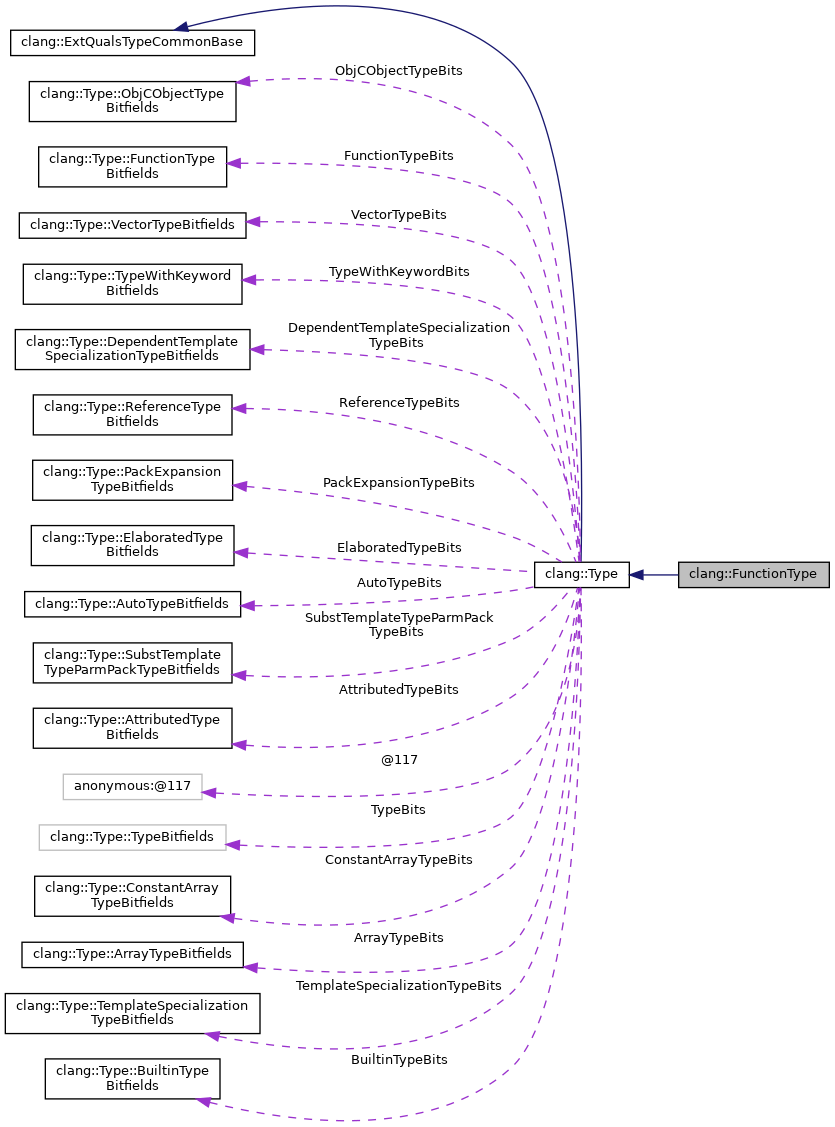 clang::ExtQualsTypeCommonBase
ObjCObjectTypeBits
clang::Type::ObjCObjectType
Bitfields
FunctionTypeBits
clang::Type::FunctionType
Bitfields
VectorTypeBits
clang::Type::VectorTypeBitfields
TypeWithKeywordBits
clang::Type::TypeWithKeyword
Bitfields
DependentTemplateSpecialization
TypeBits
clang::Type::DependentTemplate
SpecializationTypeBitfields
ReferenceTypeBits
clang::Type::ReferenceType
Bitfields
PackExpansionTypeBits
clang::Type::PackExpansion
TypeBitfields
ElaboratedTypeBits
clang::Type::ElaboratedType
Bitfields
clang::Type
clang::FunctionType
AutoTypeBits
clang::Type::AutoTypeBitfields
SubstTemplateTypeParmPack
TypeBits
clang::Type::SubstTemplate
TypeParmPackTypeBitfields
AttributedTypeBits
clang::Type::AttributedType
Bitfields
@117
anonymous:@117
TypeBits
clang::Type::TypeBitfields
ConstantArrayTypeBits
clang::Type::ConstantArray
TypeBitfields
ArrayTypeBits
clang::Type::ArrayTypeBitfields
TemplateSpecializationTypeBits
clang::Type::TemplateSpecialization
TypeBitfields
BuiltinTypeBits
clang::Type::BuiltinType
Bitfields